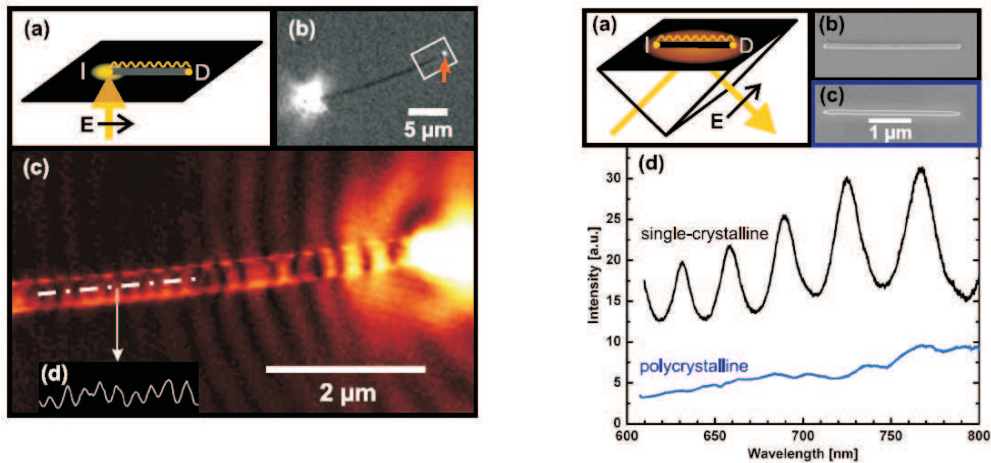 (a)
I
D
E
(b)
5 µm
(c)
2 µm
(d)
(a)
I
D
E
(b)
(c)
1 µm
(d)
single-crystalline
polycrystalline
Intensity [a.u.]
30
25
20
15
10
5
0
600
650
700
750
800
Wavelength [nm]